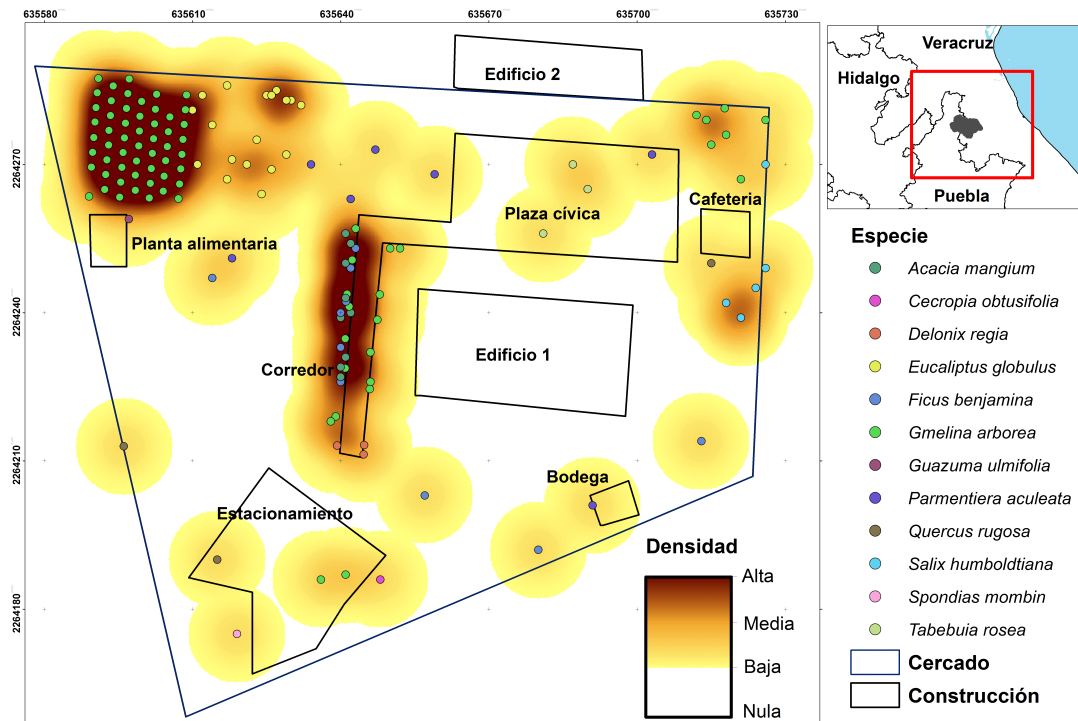 635580 635610 635640 635670 635700 635730
2264270
2264240
2264210
2264180
Edificio 2
Plaza cívica
Cafeteria
Planta alimentaria
Corredor
Edificio 1
Bodega
Estacionamiento
Densidad
Alta
Media
Baja
Nula
Veracruz
Hidalgo
Puebla
Especie
Acacia mangium
Cecropia obtusifolia
Delonix regia
Eucaliptus globulus
Ficus benjamina
Gmelina arborea
Guazuma ulmifolia
Parmentiera aculeata
Quercus rugosa
Salix humboldtiana
Spondias mombin
Tabebuia rosea
Cercado
Construcción